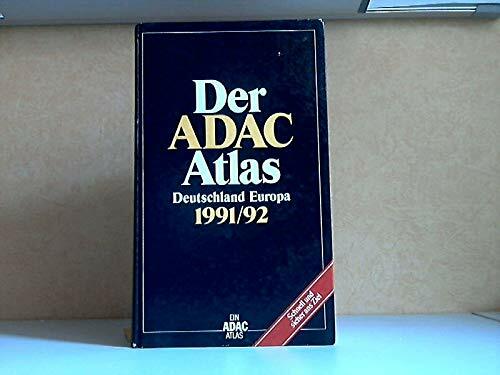 Der
ADAC
Atlas
Deutschland Europa
1991/92
Schnell und
sicher ans Ziel
EIN
ADAC
ATLAS